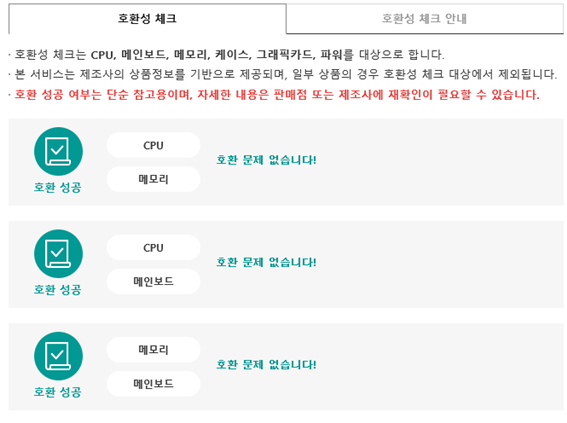 호환성 체크
호환성 체크 안내
· 호환성 체크는 CPU, 메인보드, 메모리, 케이스, 그래픽카드, 파워를 대상으로 합니다.
· 본 서비스는 제조사의 상품정보를 기반으로 제공되며, 일부 상품의 경우 호환성 체크 대상에서 제외됩니다.
· 호환 성공 여부는 단순 참고용이며, 자세한 내용은 판매점 또는 제조사에 재확인이 필요할 수 있습니다.
호환 성공
CPU
메모리
호환 문제 없습니다!
호환 성공
CPU
메인보드
호환 문제 없습니다!
호환 성공
메모리
메인보드
호환 문제 없습니다!